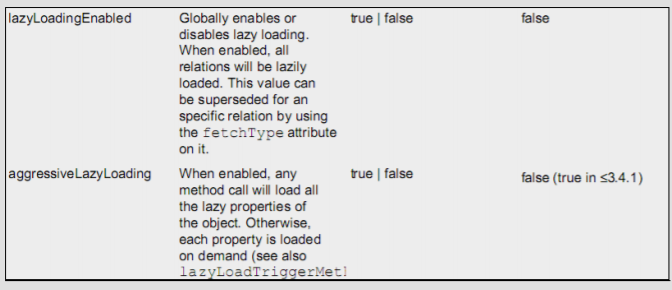 lazyLoadingEnabled Globally enables or true | false false
disables lazy loading.
When enabled, all
relations will be lazily
loaded. This value can
be superseded for an
specific relation by using
the fetchType attribute
on it.
aggressiveLazyLoading When enabled, any true | false false (true in ≤3.4.1)
method call will load all
the lazy properties of
the object. Otherwise,
each property is loaded
on demand (see also
lazyLoadTriggerMetl